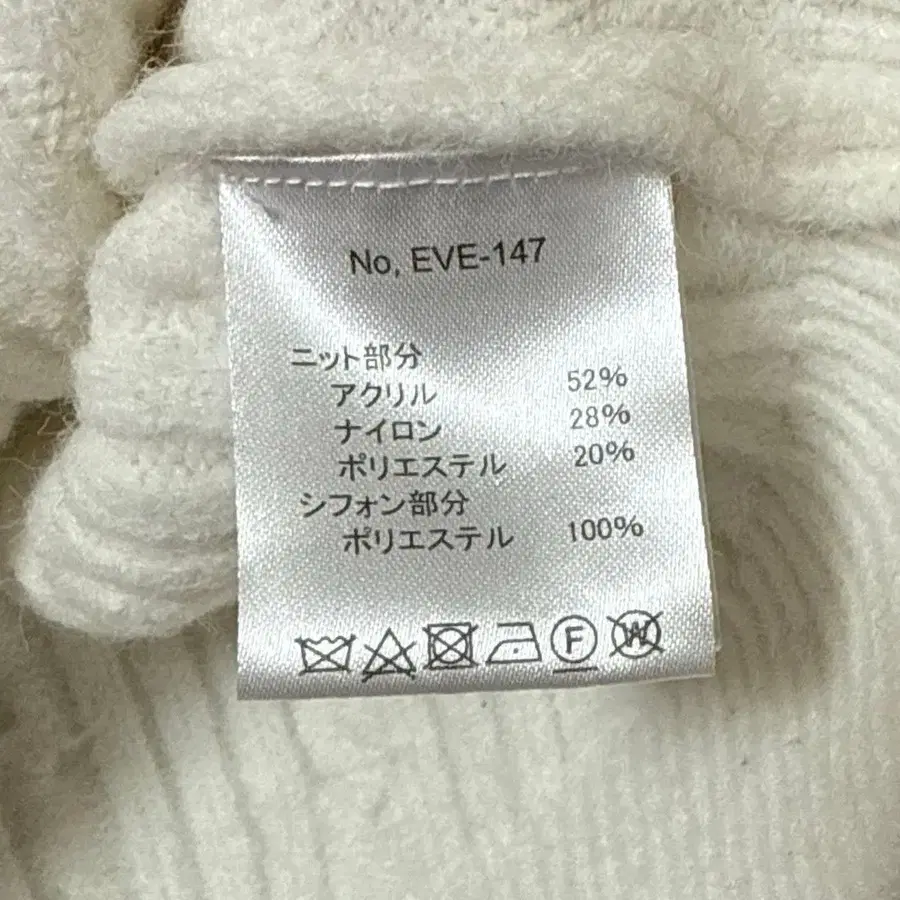 No, EVE-147
ニット部分
アクリル 52%
ナイロン 28%
ポリエステル 20%
シフォン部分
ポリエステル 100%
F W